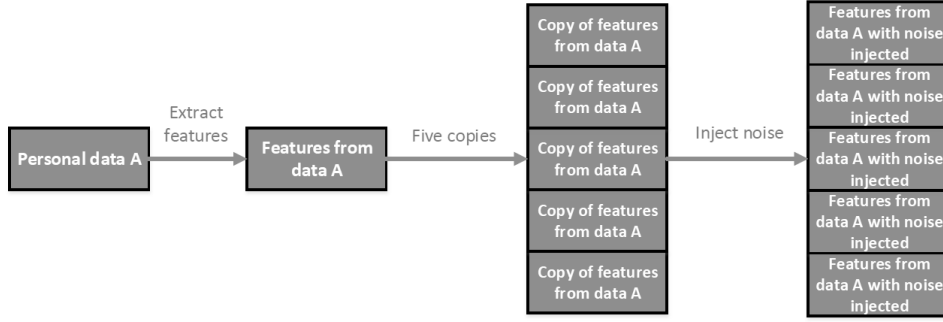 Personal data A
Extract
features
Features from
data A
Five copies
Copy of features
from data A
Copy of features
from data A
Copy of features
from data A
Copy of features
from data A
Copy of features
from data A
Inject noise
Features from
data A with noise
injected
Features from
data A with noise
injected
Features from
data A with noise
injected
Features from
data A with noise
injected
Features from
data A with noise
injected